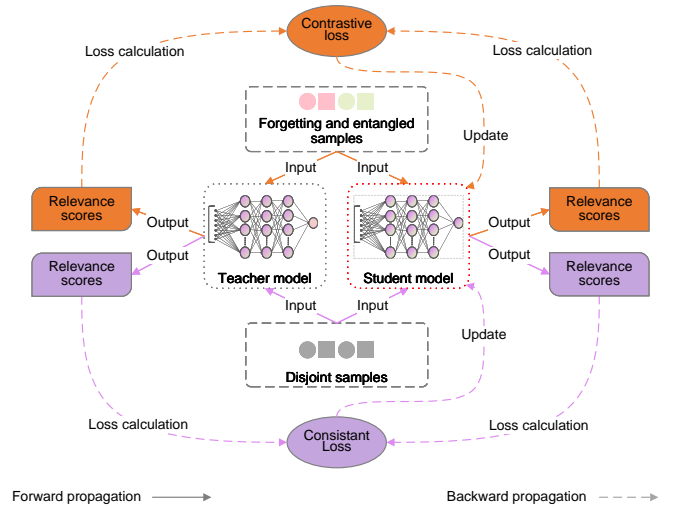 Contrastive
loss
Loss calculation
Loss calculation
Forgetting and entangled
samples
Update
Input
Input
Relevance
scores
Relevance
scores
Output
Output
Output
Output
Relevance
scores
Relevance
scores
Teacher model
Student model
Input
Input
Update
Disjoint samples
Loss calculation
Loss calculation
Consistant
Loss
Forward propagation
Backward propagation